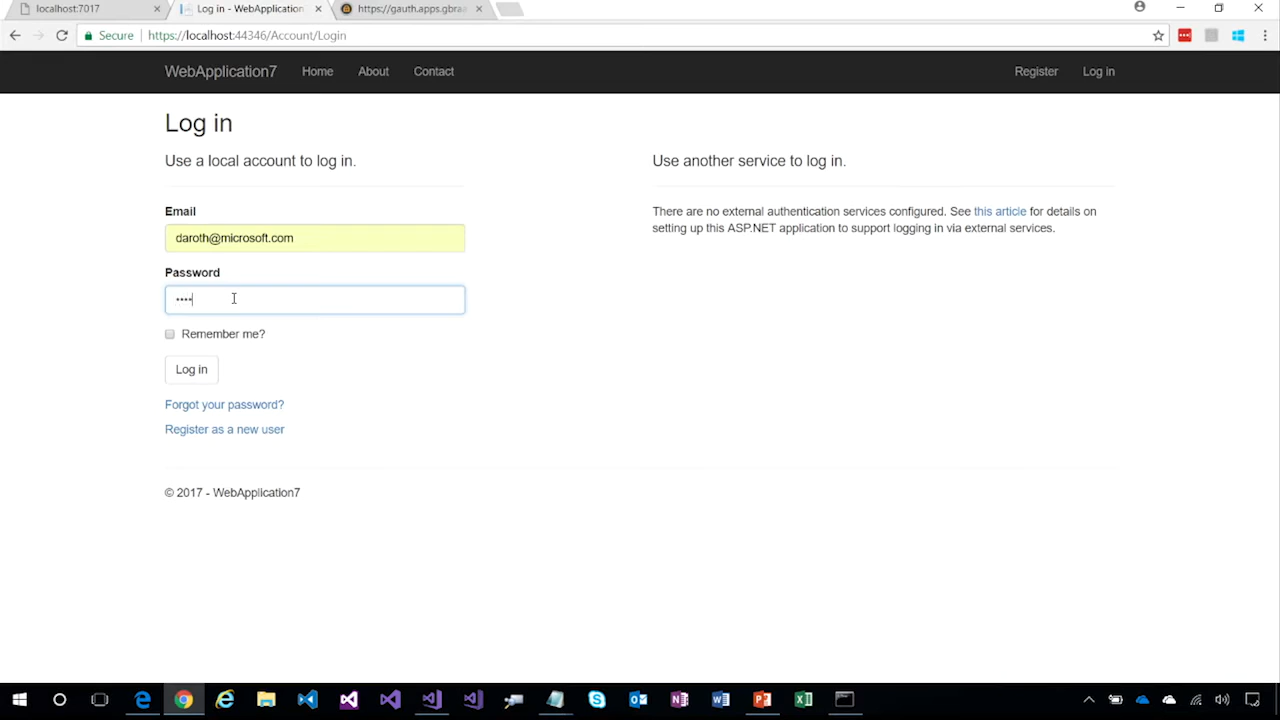 localhost:7017
Log in - WebApplication7
https://gauth.apps.gbraa
Secure
https://localhost:44346/Account/Login
WebApplication7 Home About Contact Register Log in
Log in
Use a local account to log in.
Use another service to log in.
Email
There are no external authentication services configured. See this article for details on
setting up this ASP.NET application to support logging in via external services.
daroth@microsoft.com
Password
••••
Remember me?
Log in
Forgot your password?
Register as a new user
© 2017 - WebApplication7